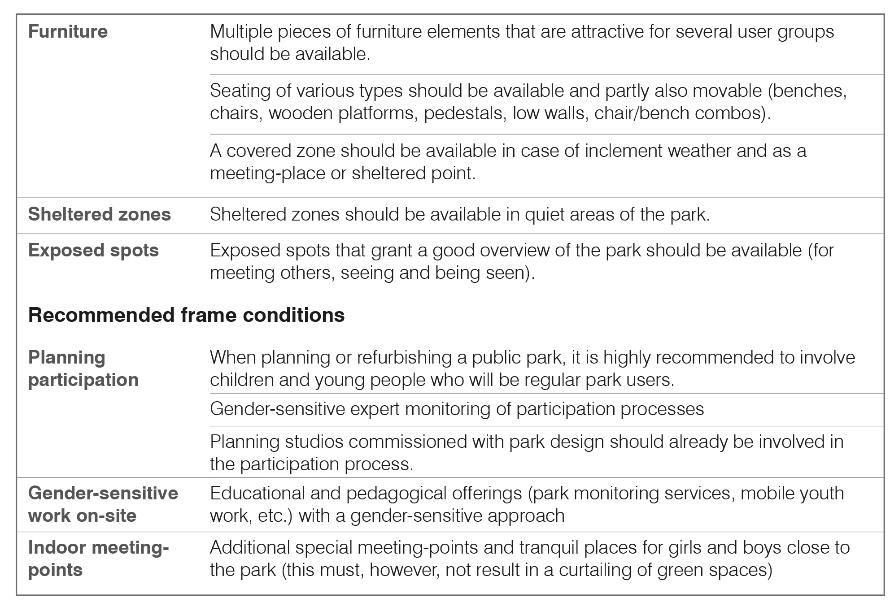 Furniture
Multiple pieces of furniture elements that are attractive for several user groups
should be available.
Seating of various types should be available and partly also movable (benches,
chairs, wooden platforms, pedestals, low walls, chair/bench combos).
A covered zone should be available in case of inclement weather and as a
meeting-place or sheltered point.
Sheltered zones
Sheltered zones should be available in quiet areas of the park.
Exposed spots
Exposed spots that grant a good overview of the park should be available (for
meeting others, seeing and being seen).
Recommended frame conditions
Planning
participation
When planning or refurbishing a public park, it is highly recommended to involve
children and young people who will be regular park users.
Gender-sensitive expert monitoring of participation processes
Planning studios commissioned with park design should already be involved in
the participation process.
Gender-sensitive
work on-site
Educational and pedagogical offerings (park monitoring services, mobile youth
work, etc.) with a gender-sensitive approach
Indoor meeting-
points
Additional special meeting-points and tranquil places for girls and boys close to
the park (this must, however, not result in a curtailing of green spaces)